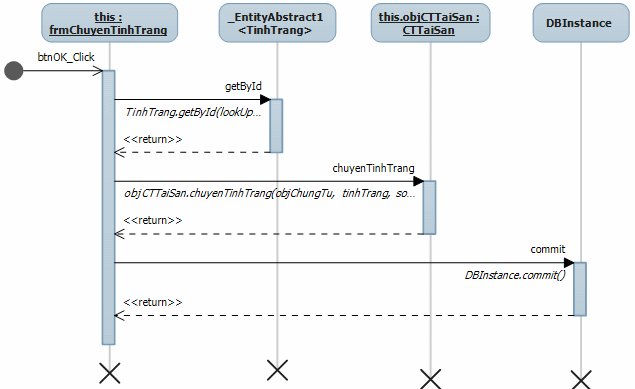 this :
frmChuyenTinhTrang
_EntityAbstract1
<TinhTrang>
this.objCTTaiSan :
CTTaiSan
DBInstance
btnOK_Click
getById
TinhTrang.getById(lookUp...
<<return>>
chuyenTinhTrang
objCTTaiSan.chuyenTinhTrang(objChungTu, tinhTrang, so...
<<return>>
commit
DBInstance.commit()
<<return>>